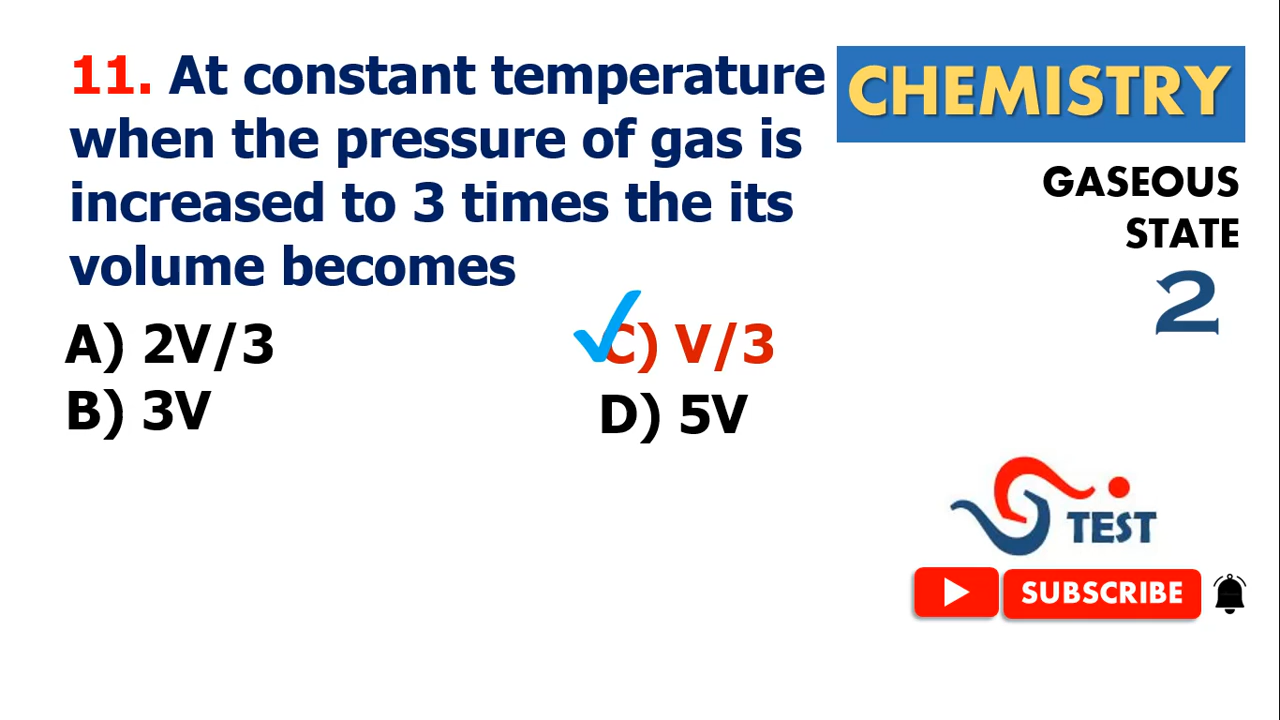 11. At constant temperature
when the pressure of gas is
increased to 3 times the its
volume becomes
A) 2V/3
C) V/3
B) 3V
D) 5V
CHEMISTRY
GASEOUS
STATE
2
TEST
SUBSCRIBE